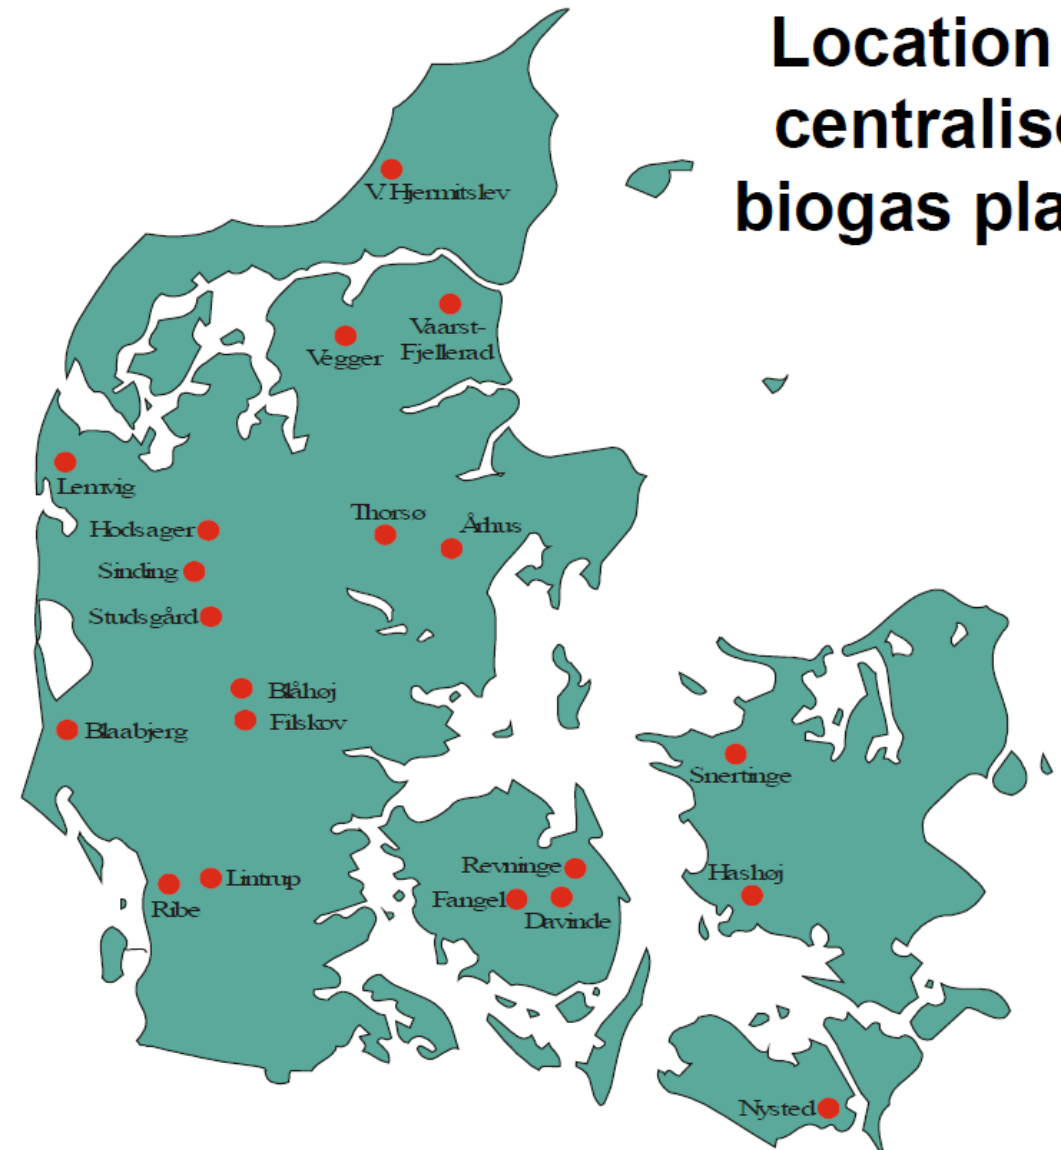 Location
centralise
biogas pla
V. Hjermitslev
Vaarst-
Fjellerad
Vegger
Lemvig
Thorsø
Århus
Hodsager
Sinding
Studsgård
Blåhøj
Filskov
Blaabjerg
Snertinge
Revninge
Hashøj
Lintrup
Fangel
Ribe
Davinde
Nysted